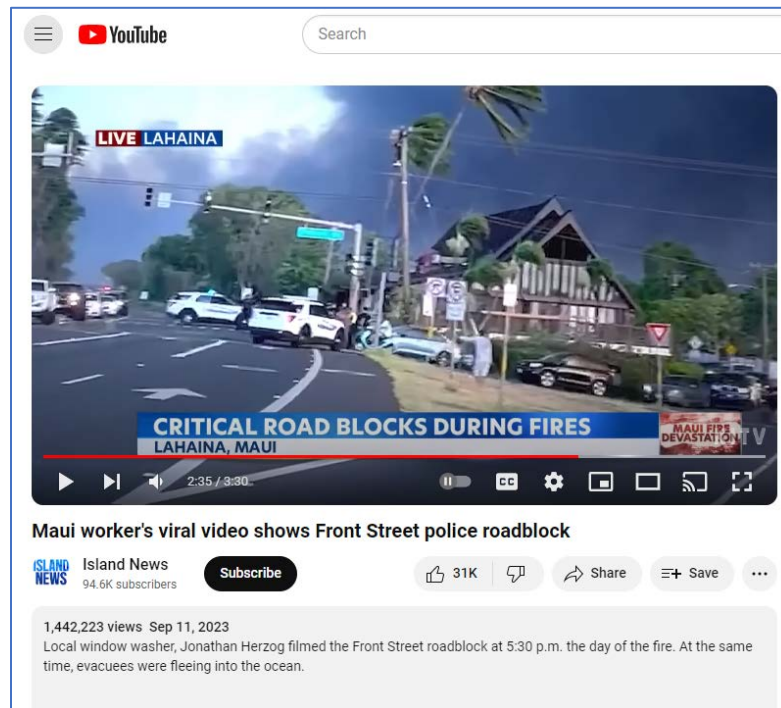 YouTube
Search
LIVE LAHAINA
CRITICAL ROAD BLOCKS DURING FIRES
LAHAINA, MAUI
MAUI FIRE
DEVASTATION
TV
2:35 / 3:30
CC
Maui worker's viral video shows Front Street police roadblock
ISLAND
NEWS
Island News
94.6K subscribers
Subscribe
31K
Share
Save
1,442,223 views Sep 11, 2023
Local window washer, Jonathan Herzog filmed the Front Street roadblock at 5:30 p.m. the day of the fire. At the same
time, evacuees were fleeing into the ocean.